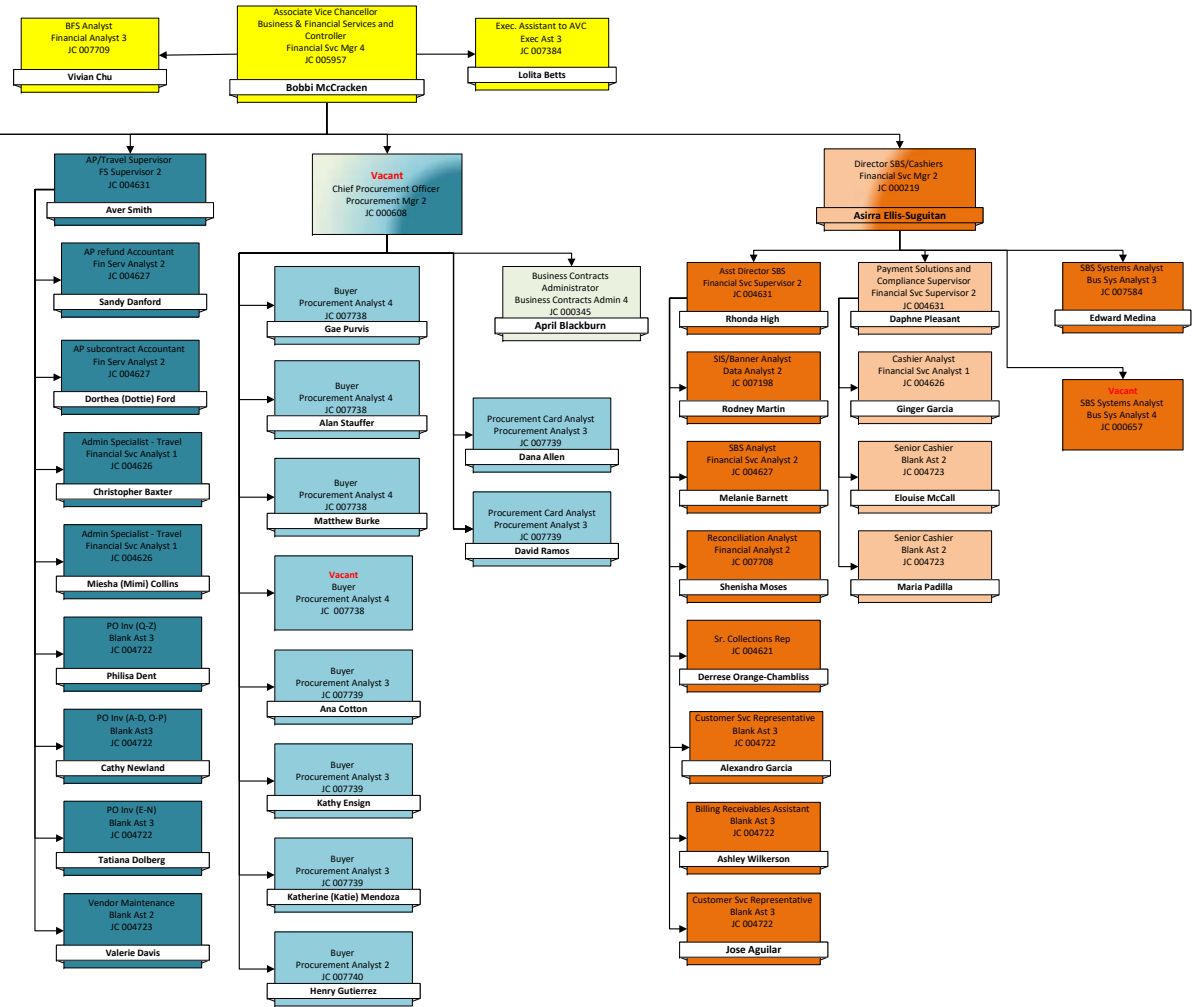 BFS Analyst
Financial Analyst 3
JC 007709
Vivian Chu
Associate Vice Chancellor
Business & Financial Services and
Controller
Financial Svc Mgr 4
JC 005957
Bobbi McCracken
Exec. Assistant to AVC
Exec Ast 3
JC 007384
Lolita Betts
AP/Travel Supervisor
FS Supervisor 2
JC 004631
Aver Smith
AP refund Accountant
Fin Serv Analyst 2
JC 004627
Sandy Danford
AP subcontract Accountant
Fin Serv Analyst 2
JC 004627
Dorthea (Dottie) Ford
Admin Specialist - Travel
Financial Svc Analyst 1
JC 004626
Christopher Baxter
Admin Specialist - Travel
Financial Svc Analyst 1
JC 004626
Miesha (Mimi) Collins
PO Inv (Q-Z)
Blank Ast 3
JC 004722
Philisa Dent
PO Inv (A-D, O-P)
Blank Ast3
JC 004722
Cathy Newland
PO Inv (E-N)
Blank Ast 3
JC 004722
Tatiana Dolberg
Vendor Maintenance
Blank Ast 2
JC 004723
Valerie Davis
Vacant
Chief Procurement Officer
Procurement Mgr 2
JC 000608
Buyer
Procurement Analyst 4
JC 007738
Gae Purvis
Buyer
Procurement Analyst 4
JC 007738
Alan Stauffer
Buyer
Procurement Analyst 4
JC 007738
Matthew Burke
Vacant
Buyer
Procurement Analyst 4
JC 007738
Buyer
Procurement Analyst 3
JC 007739
Ana Cotton
Buyer
Procurement Analyst 3
JC 007739
Kathy Ensign
Buyer
Procurement Analyst 3
JC 007739
Katherine (Katie) Mendoza
Buyer
Procurement Analyst 2
JC 007740
Henry Gutierrez
Business Contracts
Administrator
Business Contracts Admin 4
JC 000345
April Blackburn
Procurement Card Analyst
Procurement Analyst 3
JC 007739
Dana Allen
Procurement Card Analyst
Procurement Analyst 3
JC 007739
David Ramos
Director SBS/Cashiers
Financial Svc Mgr 2
JC 000219
Asirra Ellis-Suguitan
Asst Director SBS
Financial Svc Supervisor 2
JC 004631
Rhonda High
SIS/Banner Analyst
Data Analyst 2
JC 007198
Rodney Martin
SBS Analyst
Financial Svc Analyst 2
JC 004627
Melanie Barnett
Reconciliation Analyst
Financial Analyst 2
JC 007708
Shenisha Moses
Sr. Collections Rep
JC 004621
Derrese Orange-Chambliss
Customer Svc Representative
Blank Ast 3
JC 004722
Alexandro Garcia
Billing Receivables Assistant
Blank Ast 3
JC 004722
Ashley Wilkerson
Customer Svc Representative
Blank Ast 3
JC 004722
Jose Aguilar
Payment Solutions and
Compliance Supervisor
Financial Svc Supervisor 2
JC 004631
Daphne Pleasant
Cashier Analyst
Financial Svc Analyst 1
JC 004626
Ginger Garcia
Senior Cashier
Blank Ast 2
JC 004723
Elouise McCall
Senior Cashier
Blank Ast 2
JC 004723
Maria Padilla
SBS Systems Analyst
Bus Sys Analyst 3
JC 007584
Edward Medina
Vacant
SBS Systems Analyst
Bus Sys Analyst 4
JC 000657